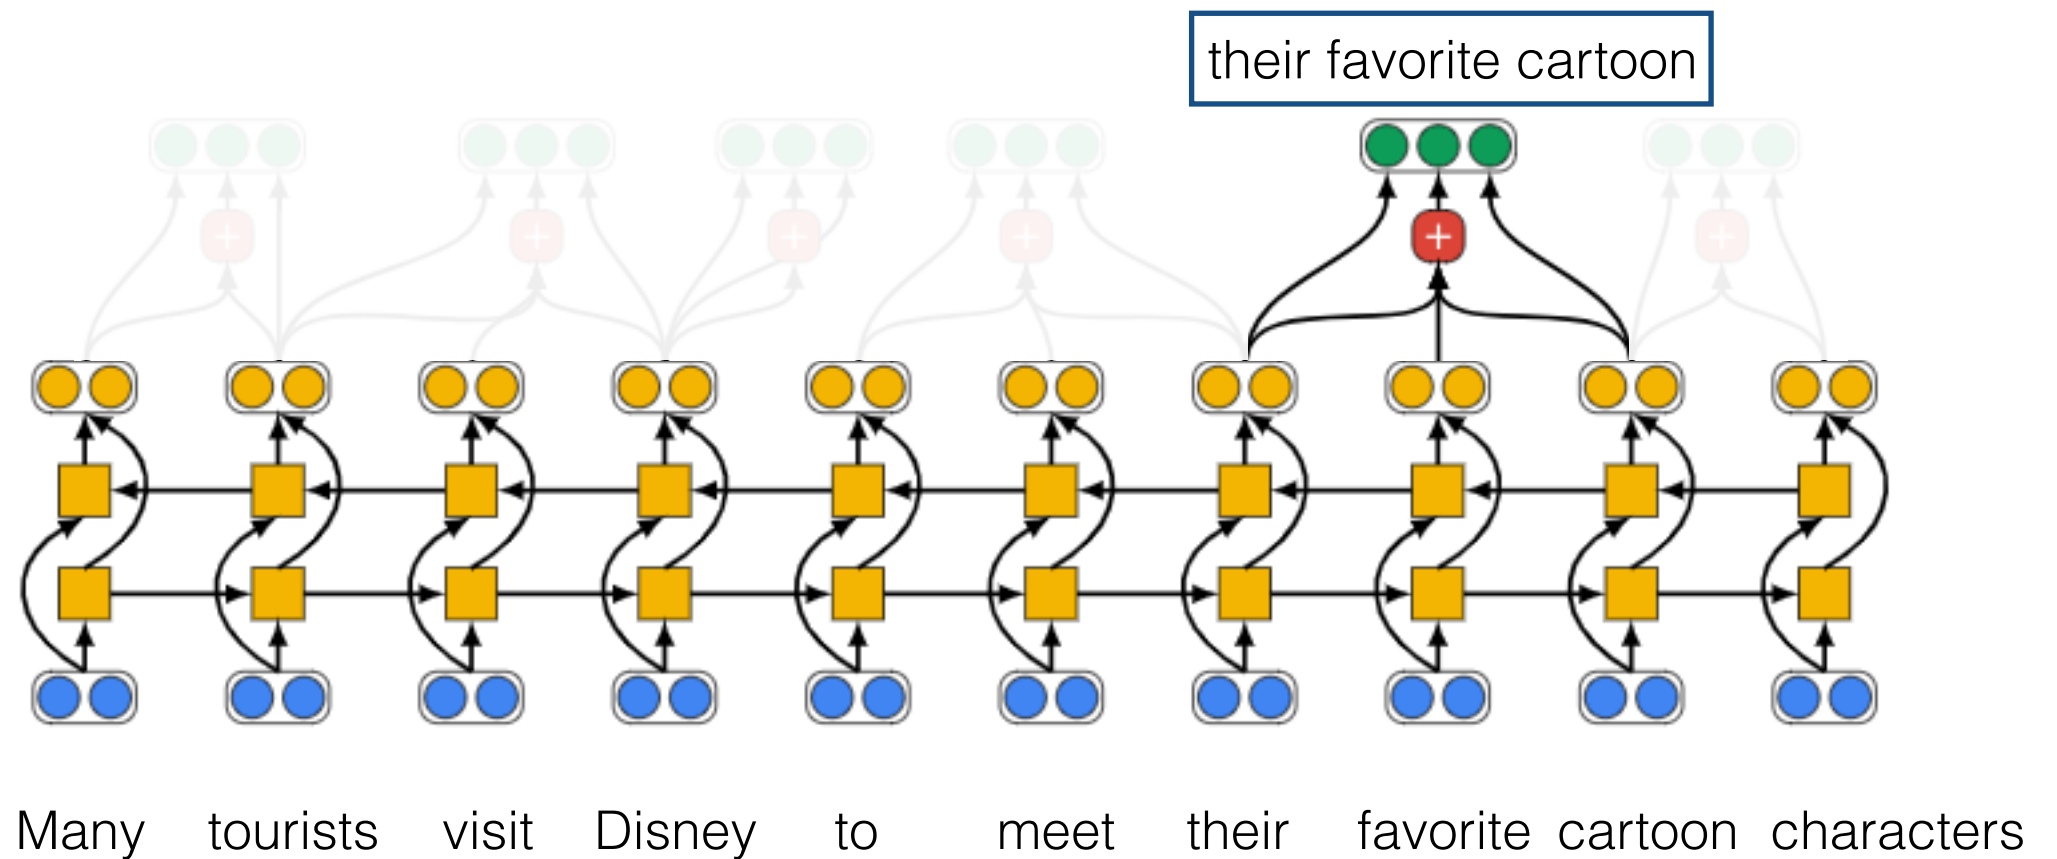 their favorite cartoon
+ + + + + +
Many tourists visit Disney to meet their favorite cartoon characters